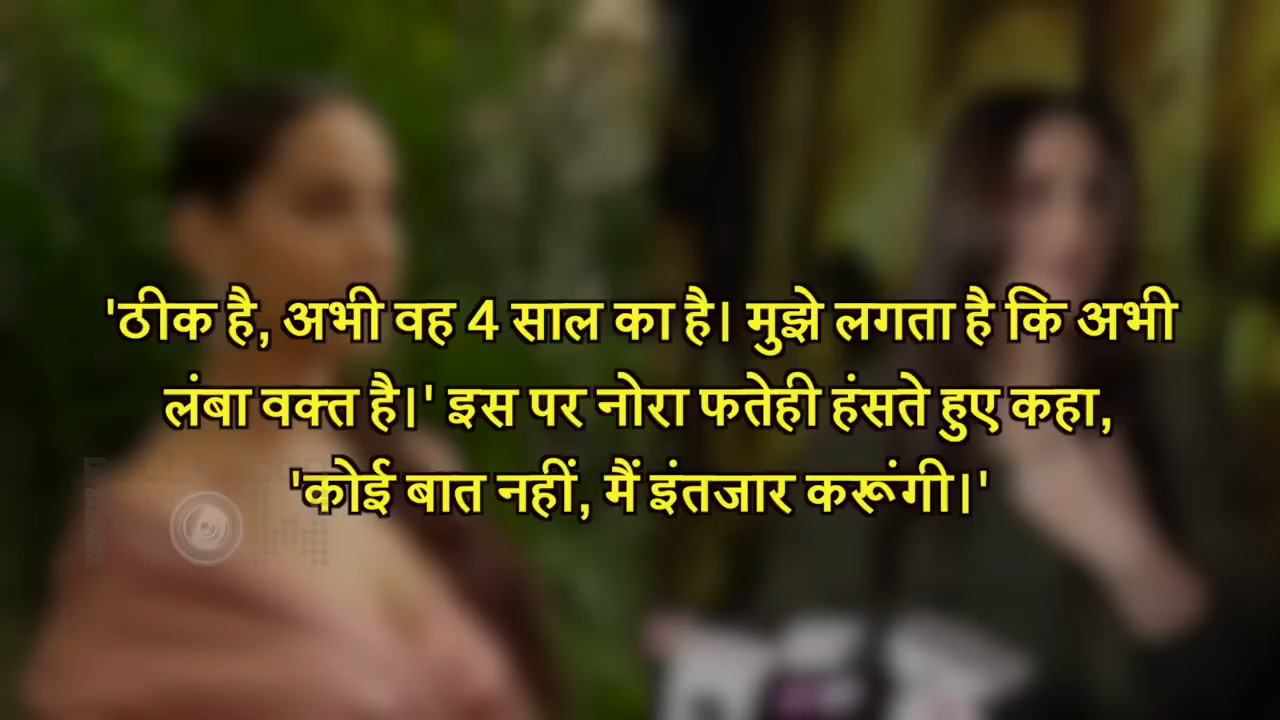 'ठीक है, अभी वह 4 साल का है। मुझे लगता है कि अभी
लंबा वक्त है।' इस पर नोरा फतेही हंसते हुए कहा,
'कोई बात नहीं, मैं इंतजार करूंगी।'